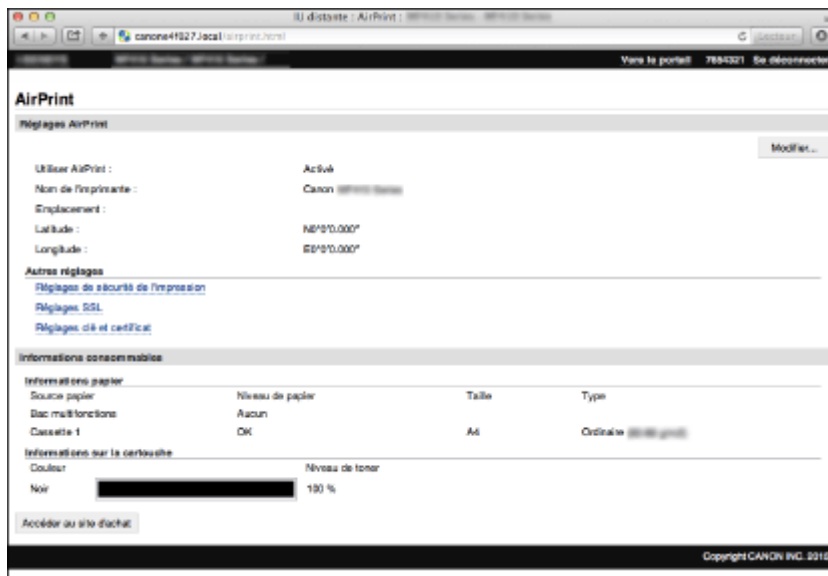 IU distante : AirPrint :
canone4f827.local/airprint.html
Lecteur
Vers le portail 7654321 Se déconnecter
AirPrint
Réglages AirPrint
Modifier...
Utiliser AirPrint : Activé
Nom de l'imprimante : Canon
Emplacement :
Latitude : N0°0'0.000"
Longitude : E0°0'0.000"
Autres réglages
Réglages de sécurité de l'impression
Réglages SSL
Réglages clé et certificat
Informations consommables
Informations papier
Source papier Niveau de papier Taille Type
Bac multifonctions Aucun
Cassette 1 OK A4 Ordinaire
Informations sur la cartouche
Couleur Niveau de toner
Noir 100 %
Accéder au site d'achat
Copyright CANON INC.